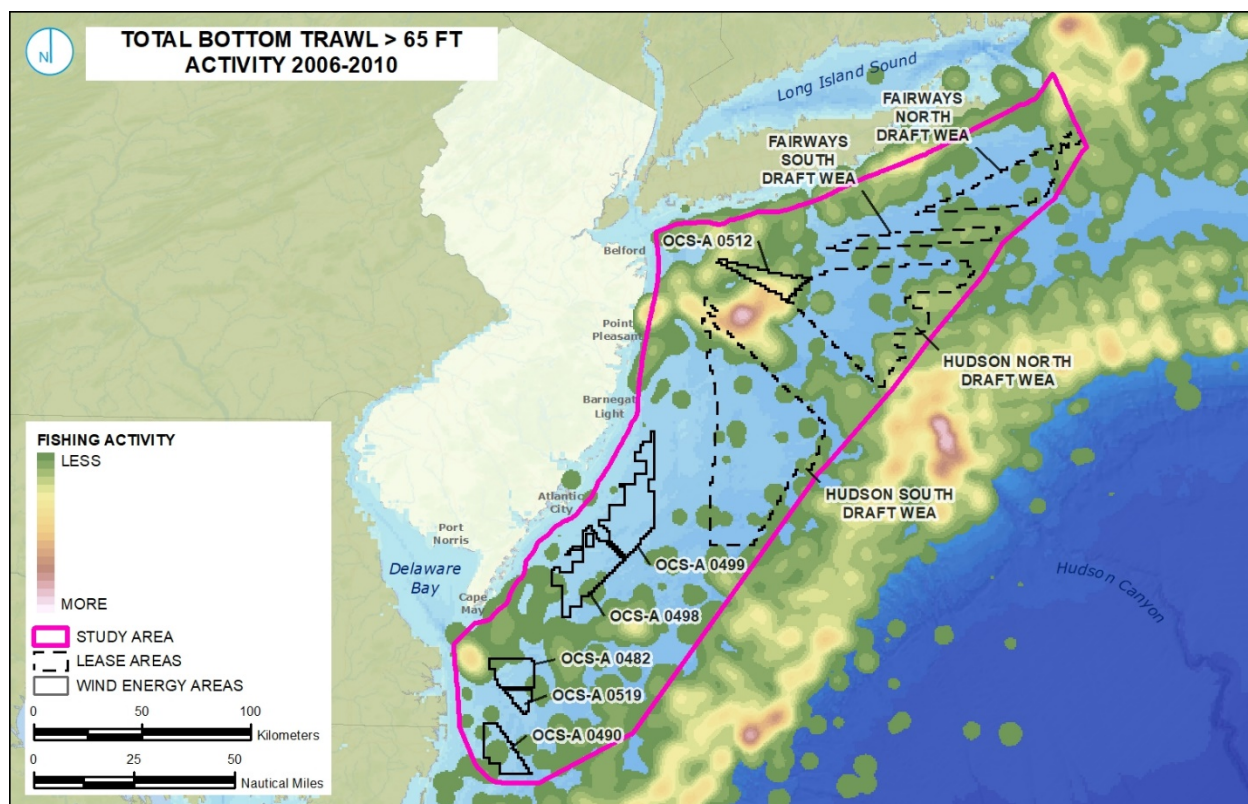 N
TOTAL BOTTOM TRAWL > 65 FT
ACTIVITY 2006-2010
Long Island Sound
FAIRWAYS
NORTH
DRAFT WEA
FAIRWAYS
SOUTH
DRAFT WEA
OCS-A 0512
Belford
Point
Pleasant
HUDSON NORTH
DRAFT WEA
Barnegat
Light
HUDSON SOUTH
DRAFT WEA
Atlantic
City
Port
Norris
OCS-A 0499
Delaware
Bay
Hudson Canyon
Cape
May
OCS-A 0498
OCS-A 0482
OCS-A 0519
OCS-A 0490
FISHING ACTIVITY
LESS
MORE
STUDY AREA
LEASE AREAS
WIND ENERGY AREAS
0 50 100
Kilometers
0 25 50
Nautical Miles